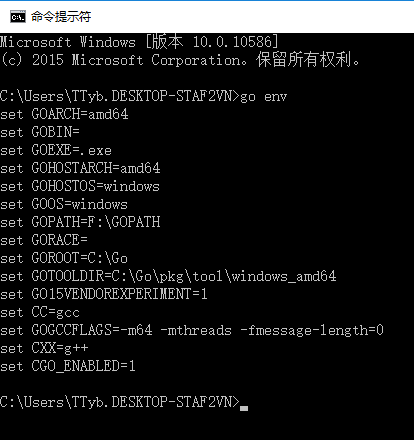 命令提示符
Microsoft Windows [版本 10.0.10586]
(c) 2015 Microsoft Corporation。保留所有权利。
C:\Users\TTyb.DESKTOP-STAF2VN>go env
set GOARCH=amd64
set GOBIN=
set GOEXE=.exe
set GOHOSTARCH=amd64
set GOHOSTOS=windows
set GOOS=windows
set GOPATH=F:\GOPATH
set GORACE=
set GOROOT=C:\Go
set GOTOOLDIR=C:\Go\pkg\tool\windows_amd64
set GO15VENDOREXPERIMENT=1
set CC=gcc
set GOGCCFLAGS=-m64 -mthreads -fmessage-length=0
set CXX=g++
set CGO_ENABLED=1
C:\Users\TTyb.DESKTOP-STAF2VN>